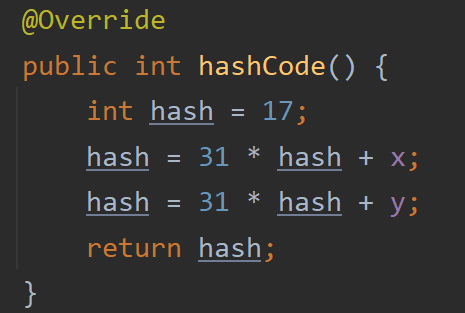 @Override
public int hashCode() {
    int hash = 17;
    hash = 31 * hash + x;
    hash = 31 * hash + y;
    return hash;
}